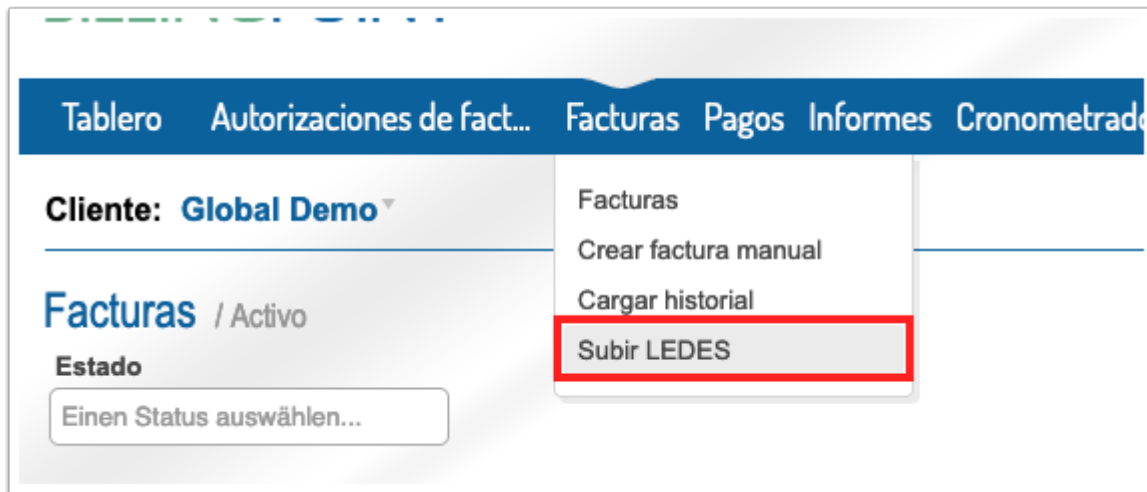 Tablero Autorizaciones de fact... Facturas Pagos Informes
Cliente: Global Demo
Facturas
Crear factura manual
Cargar historial
Subir LEDES
Facturas / Activo
Estado
Einen Status auswählen...